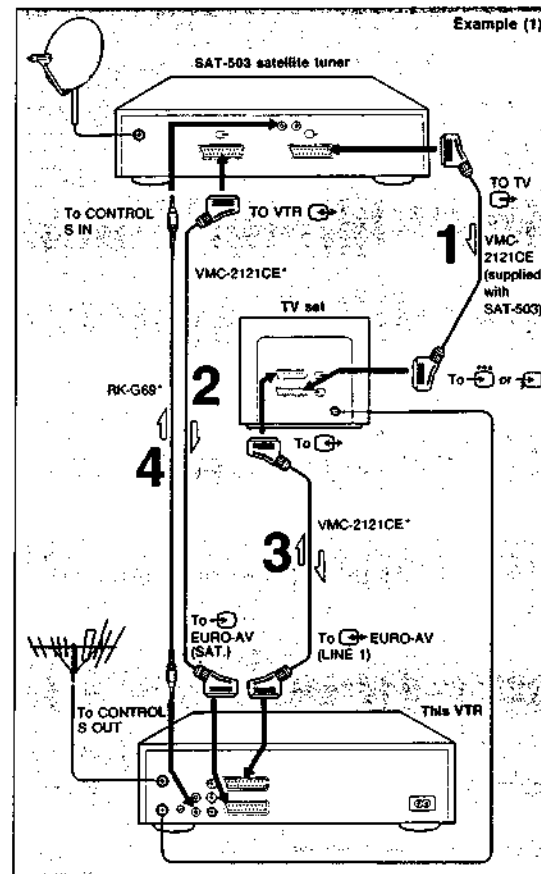 Example (1)
SAT-503 satellite tuner
To CONTROL
S IN
TO VTR
TO TV
1
VMC-
2121CE
(supplied
with
SAT-503)
VMC-2121CE*
TV set
2
RK-G69*
To or
To
4
3
VMC-2121CE*
To
EURO-AV
(SAT.)
To EURO-AV
(LINE 1)
To CONTROL
S OUT
This VTR